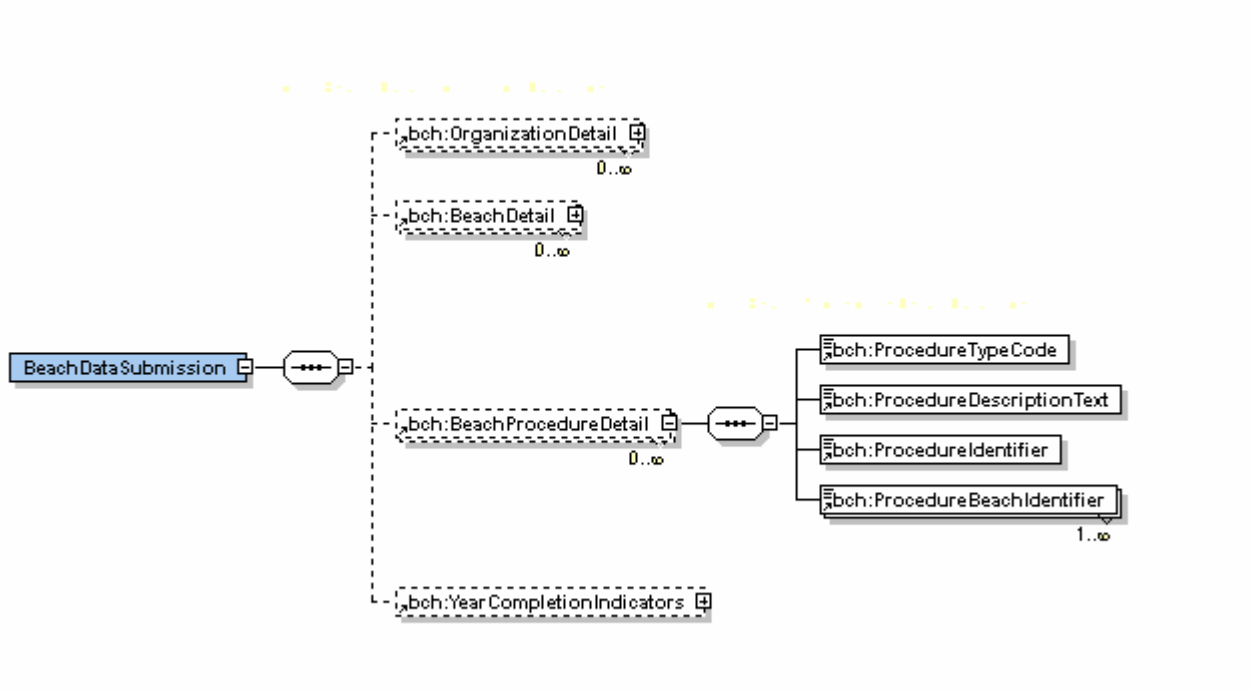 bch:OrganizationDetail
0..∞
bch:BeachDetail
0..∞
BeachDataSubmission
bch:BeachProcedureDetail
0..∞
bch:ProcedureTypeCode
bch:ProcedureDescriptionText
bch:ProcedureIdentifier
bch:ProcedureBeachIdentifier
1..∞
bch:YearCompletionIndicators